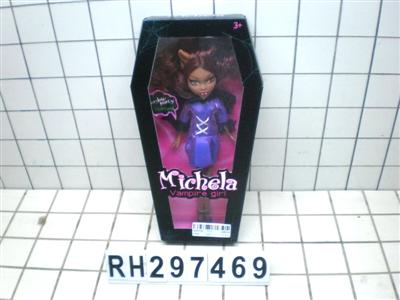 3+
Michela
Vampire girl
RH297469